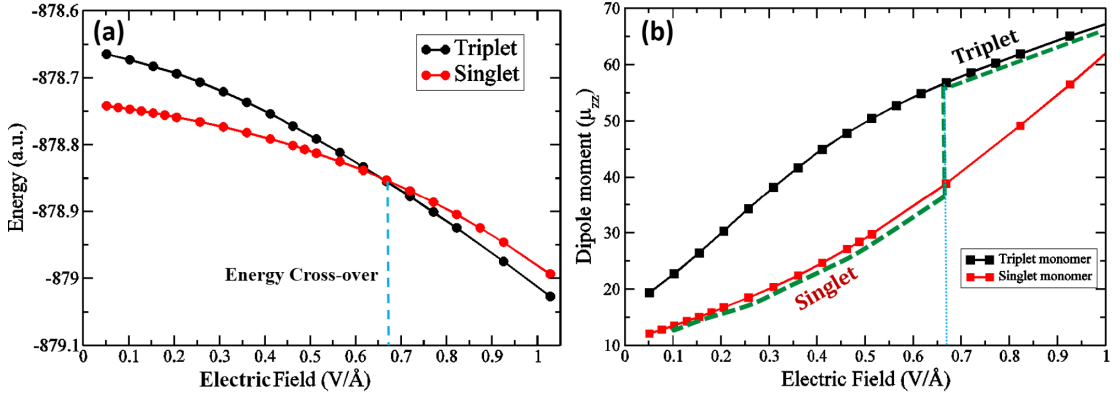 (a)
Triplet
Singlet
Energy Cross-over
Energy (a.u.)
-878.6
-878.7
-878.8
-878.9
-879
-879.1
0 0.1 0.2 0.3 0.4 0.5 0.6 0.7 0.8 0.9 1
Electric Field (V/Å)
(b)
Triplet
Singlet
Triplet monomer
Singlet monomer
Dipole moment (μzz)
70
60
50
40
30
20
10
0 0.1 0.2 0.3 0.4 0.5 0.6 0.7 0.8 0.9 1
Electric Field (V/Å)